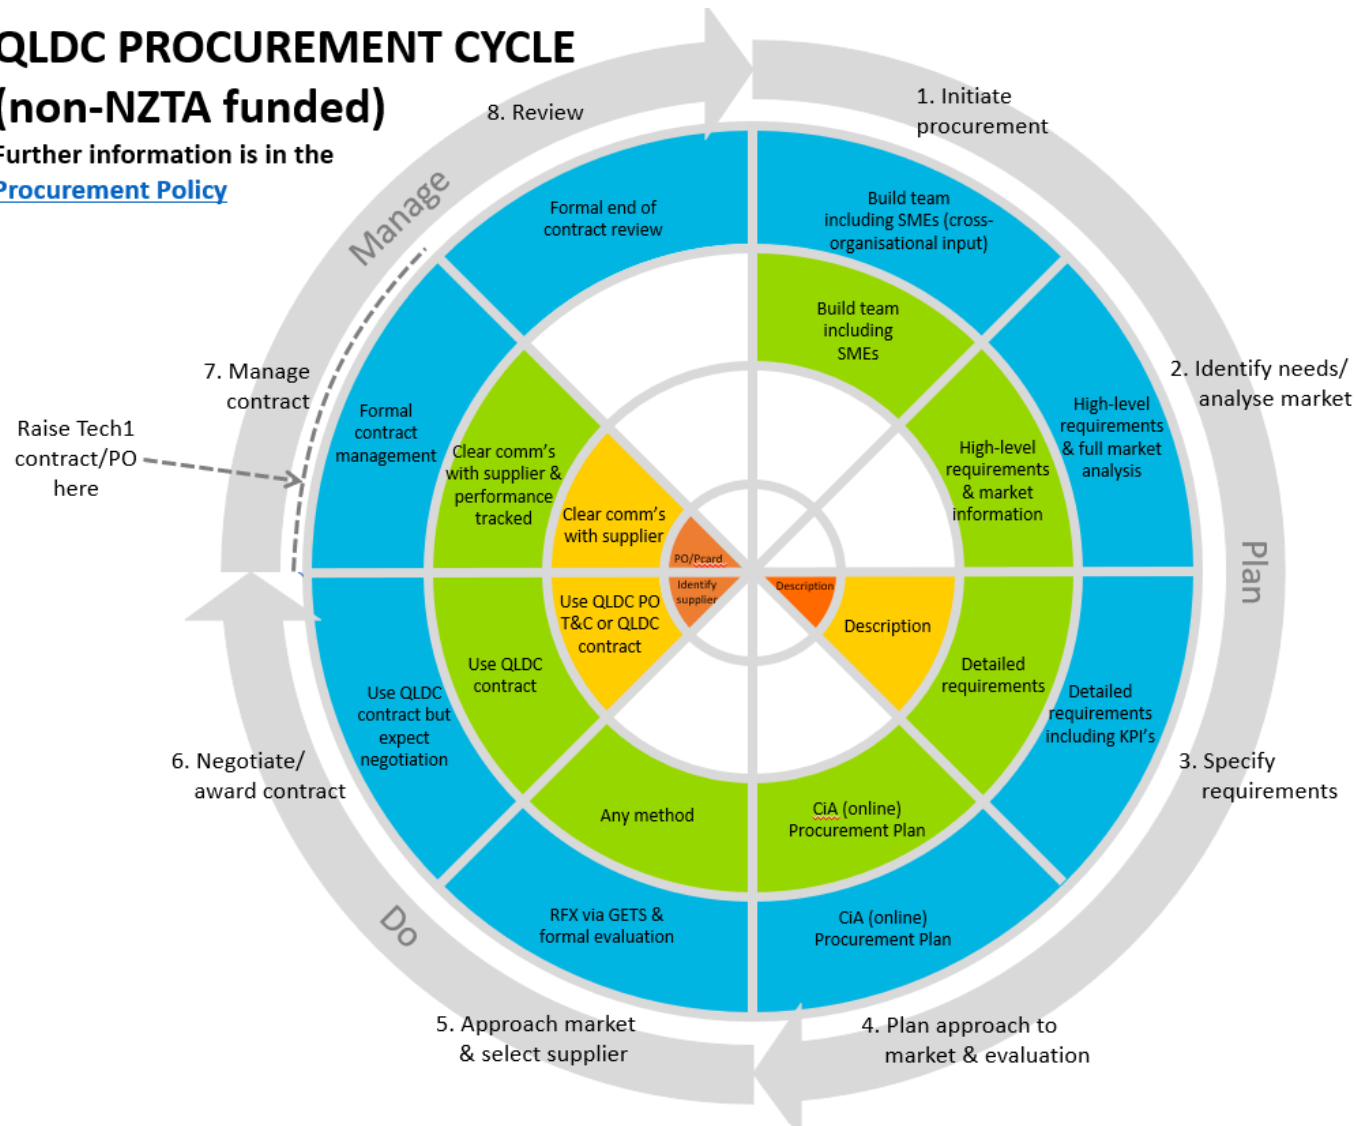 QLDC PROCUREMENT CYCLE
(non-NZTA funded)
Further information is in the
Procurement Policy
8. Review
1. Initiate
procurement
Manage
Formal end of
contract review
Build team
including SMEs (cross-
organisational input)
Build team
including
SMEs
7. Manage
contract
2. Identify needs/
analyse market
Raise Tech1
contract/PO
here
Formal
contract
management
Clear comm's
with supplier &
performance
tracked
Clear comm's
with supplier
PO/Pcard
High-level
requirements
& market
information
High-level
requirements
& full market
analysis
Plan
Identify
supplier
Use QLDC PO
T&C or QLDC
contract
Use QLDC
contract
Use QLDC
contract but
expect
negotiation
Description
Description
Detailed
requirements
Detailed
requirements
including KPI's
6. Negotiate/
award contract
3. Specify
requirements
Any method
CiA (online)
Procurement Plan
Do
RFX via GETS &
formal evaluation
CiA (online)
Procurement Plan
5. Approach market
& select supplier
4. Plan approach to
market & evaluation